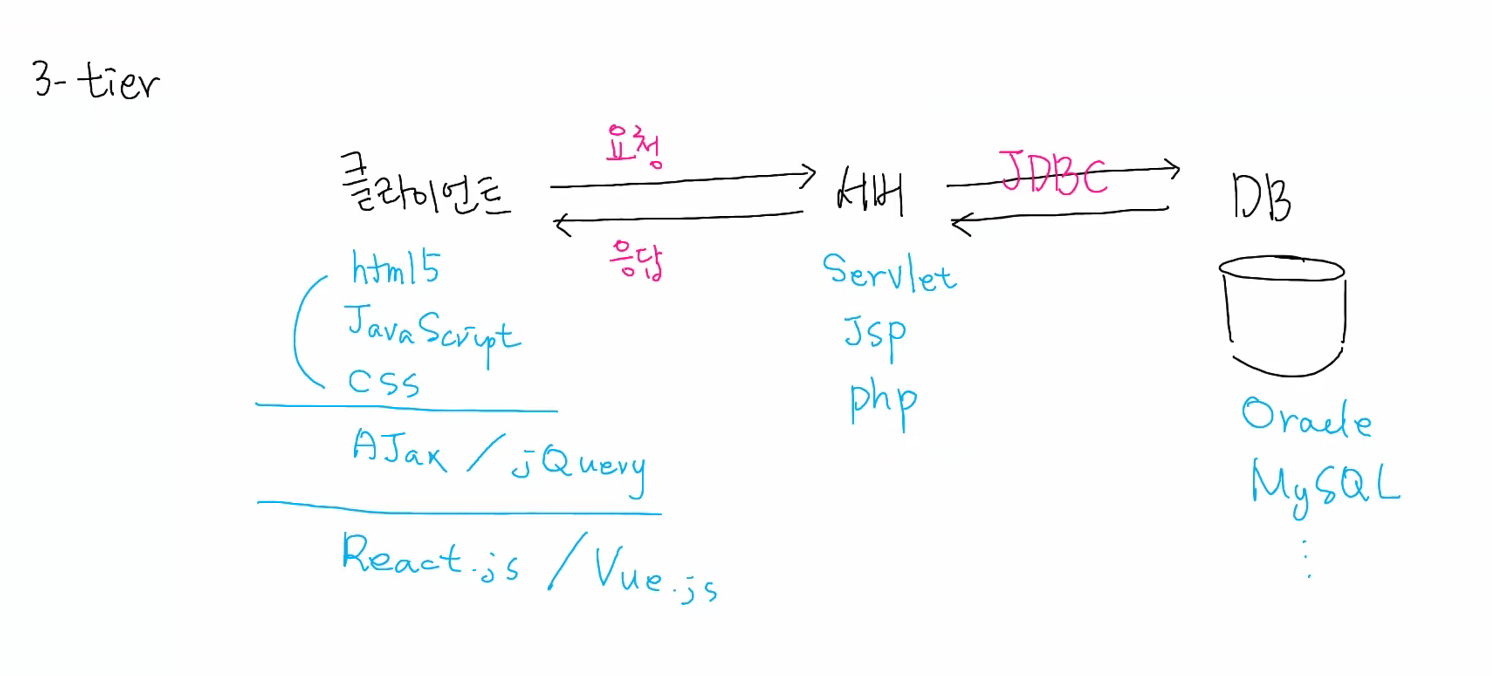 3-tier
클라이언트
요청
응답
서버
JDBC
DB
html5
JavaScript
css
AJax / jQuery
React.js / Vue.js
Servlet
Jsp
php
Oracle
MySQL
⋮